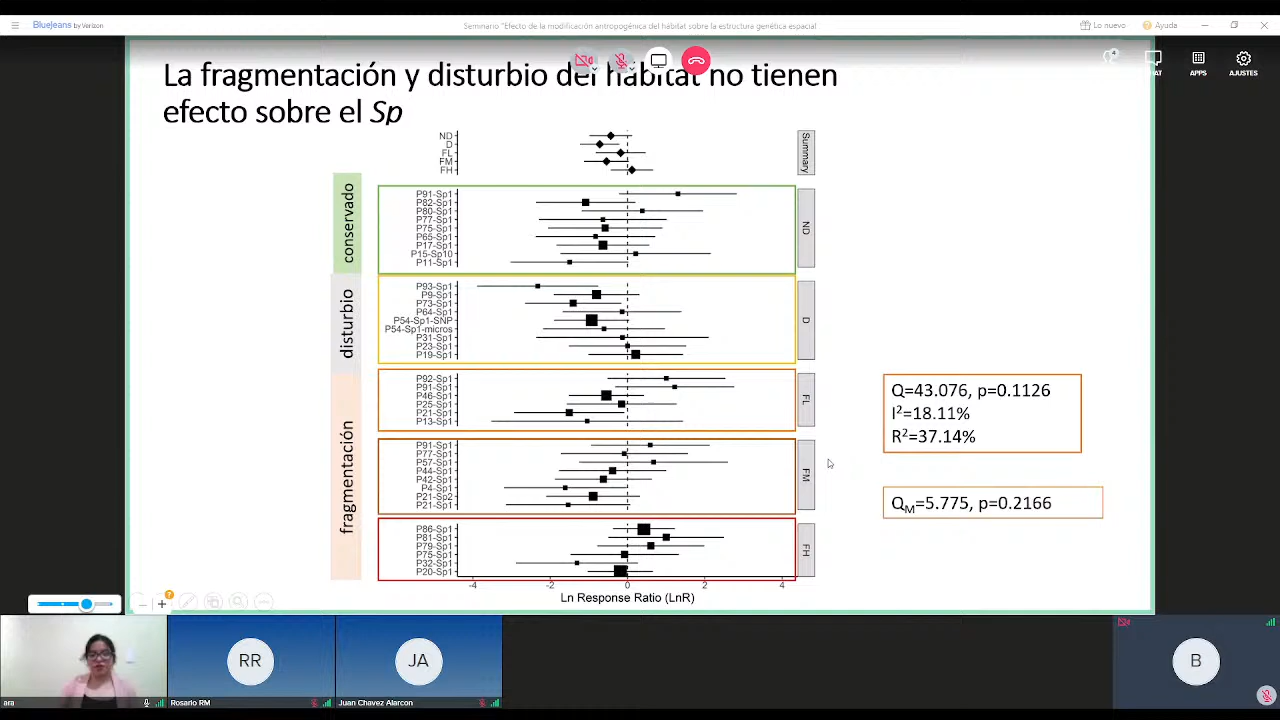 BlueJeans by Verizon
Seminario "Efecto de la modificación antropogénica del hábitat sobre la estructura genética espacial
Lo nuevo
Ayuda
La fragmentación y disturbio del hábitat no tienen
efecto sobre el Sp
4
CHAT
APPS
AJUSTES
ND
D
FL
FM
FH
Summary
conservado
P91-Sp1
P82-Sp1
P80-Sp1
P77-Sp1
P75-Sp1
P65-Sp1
P17-Sp1
P15-Sp10
P11-Sp1
ND
disturbio
P93-Sp1
P9-Sp1
P73-Sp1
P64-Sp1
P54-Sp1-SNP
P54-Sp1-micros
P31-Sp1
P23-Sp1
P19-Sp1
D
fragmentación
P92-Sp1
P91-Sp1
P46-Sp1
P25-Sp1
P21-Sp1
P13-Sp1
FL
P91-Sp1
P77-Sp1
P57-Sp1
P44-Sp1
P42-Sp1
P4-Sp1
P21-Sp2
P21-Sp1
FM
P86-Sp1
P81-Sp1
P79-Sp1
P75-Sp1
P32-Sp1
P20-Sp1
FH
-4 -2 0 2 4
Ln Response Ratio (LnR)
Q=43.076, p=0.1126
I²=18.11%
R²=37.14%
QM=5.775, p=0.2166
?
ara
RR
Rosario RM
JA
Juan Chavez Alarcon
B